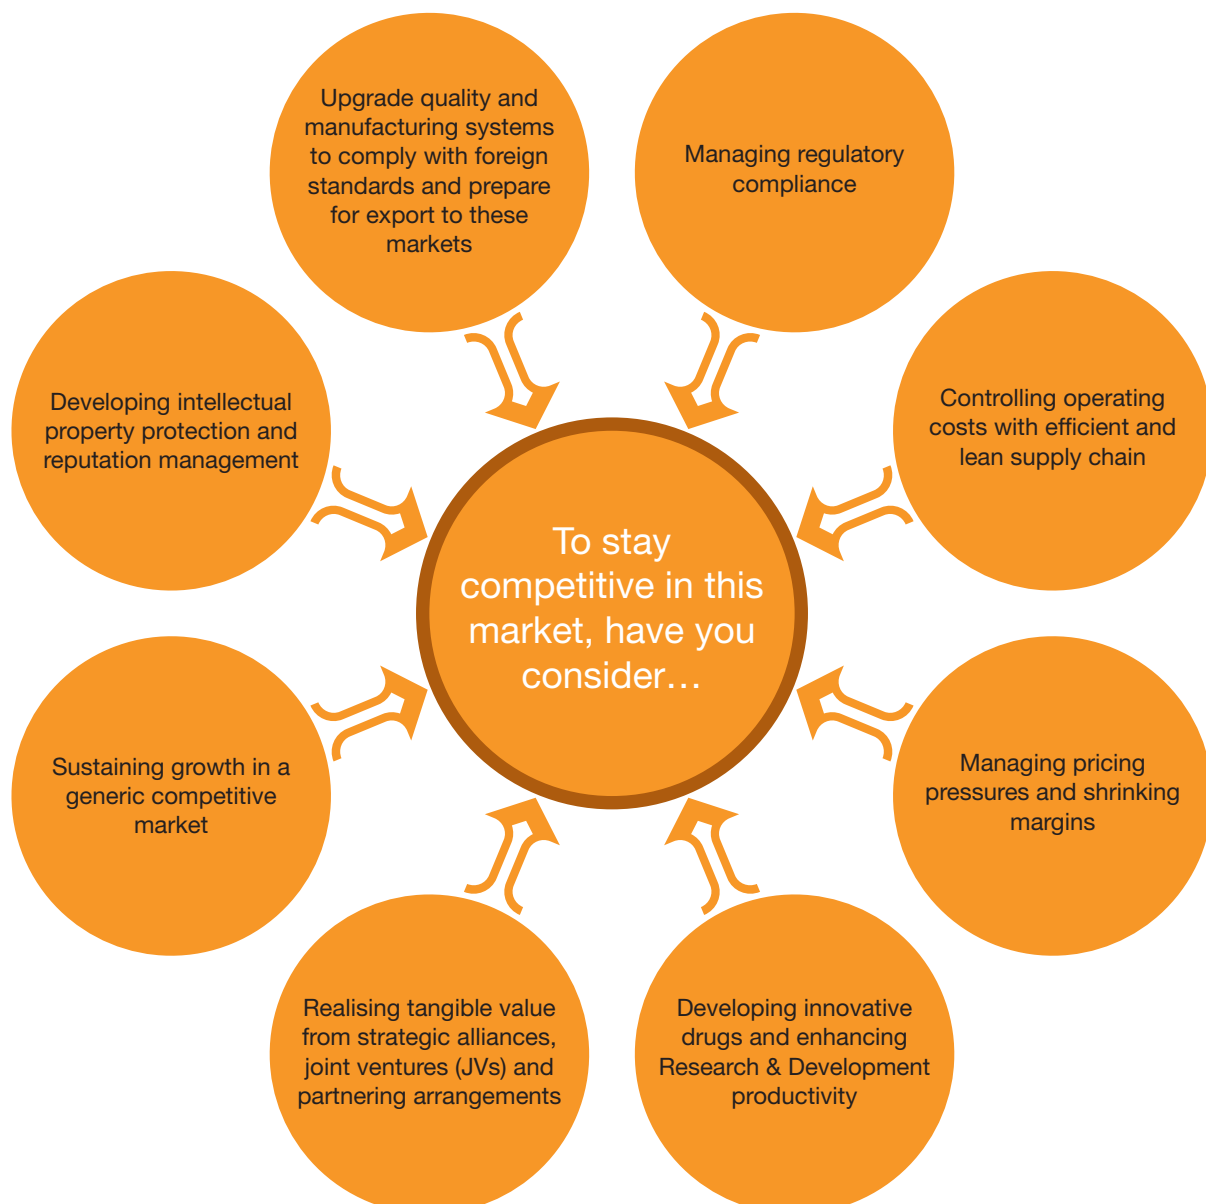 Upgrade quality and
manufacturing systems
to comply with foreign
standards and prepare
for export to these
markets
Managing regulatory
compliance
Developing intellectual
property protection and
reputation management
Controlling operating
costs with efficient and
lean supply chain
To stay
competitive in this
market, have you
consider…
Sustaining growth in a
generic competitive
market
Managing pricing
pressures and shrinking
margins
Realising tangible value
from strategic alliances,
joint ventures (JVs) and
partnering arrangements
Developing innovative
drugs and enhancing
Research & Development
productivity